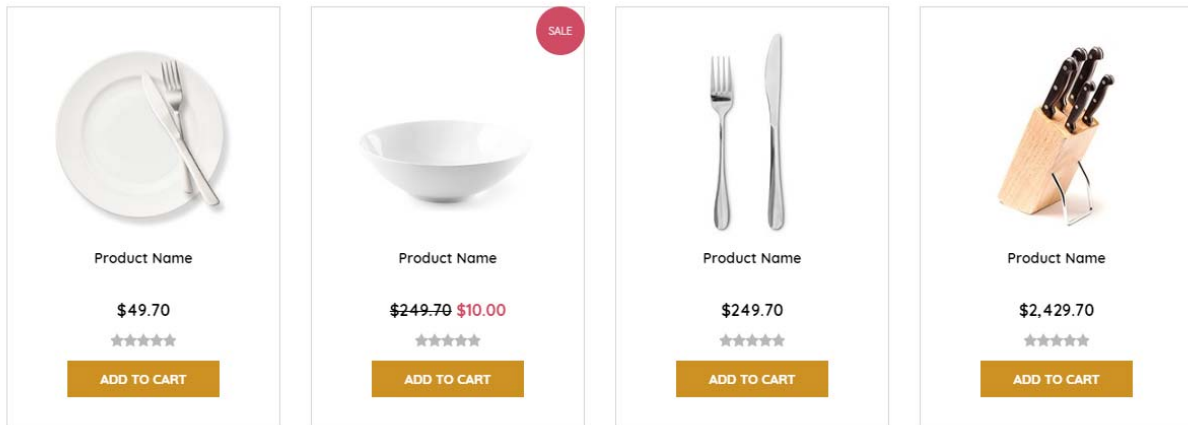 SALE
Product Name
$49.70
ADD TO CART
Product Name
$249.70 $10.00
ADD TO CART
Product Name
$249.70
ADD TO CART
Product Name
$2,429.70
ADD TO CART